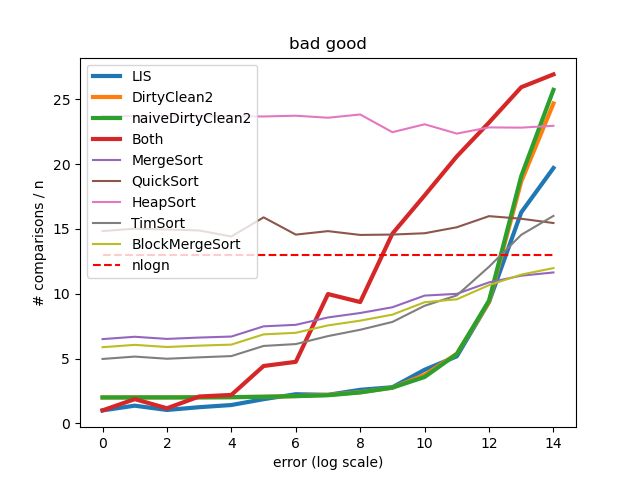 bad good
LIS
DirtyClean2
naiveDirtyClean2
Both
MergeSort
QuickSort
HeapSort
TimSort
BlockMergeSort
nlogn
# comparisons / n
25
20
15
10
5
0
0 2 4 6 8 10 12 14
error (log scale)